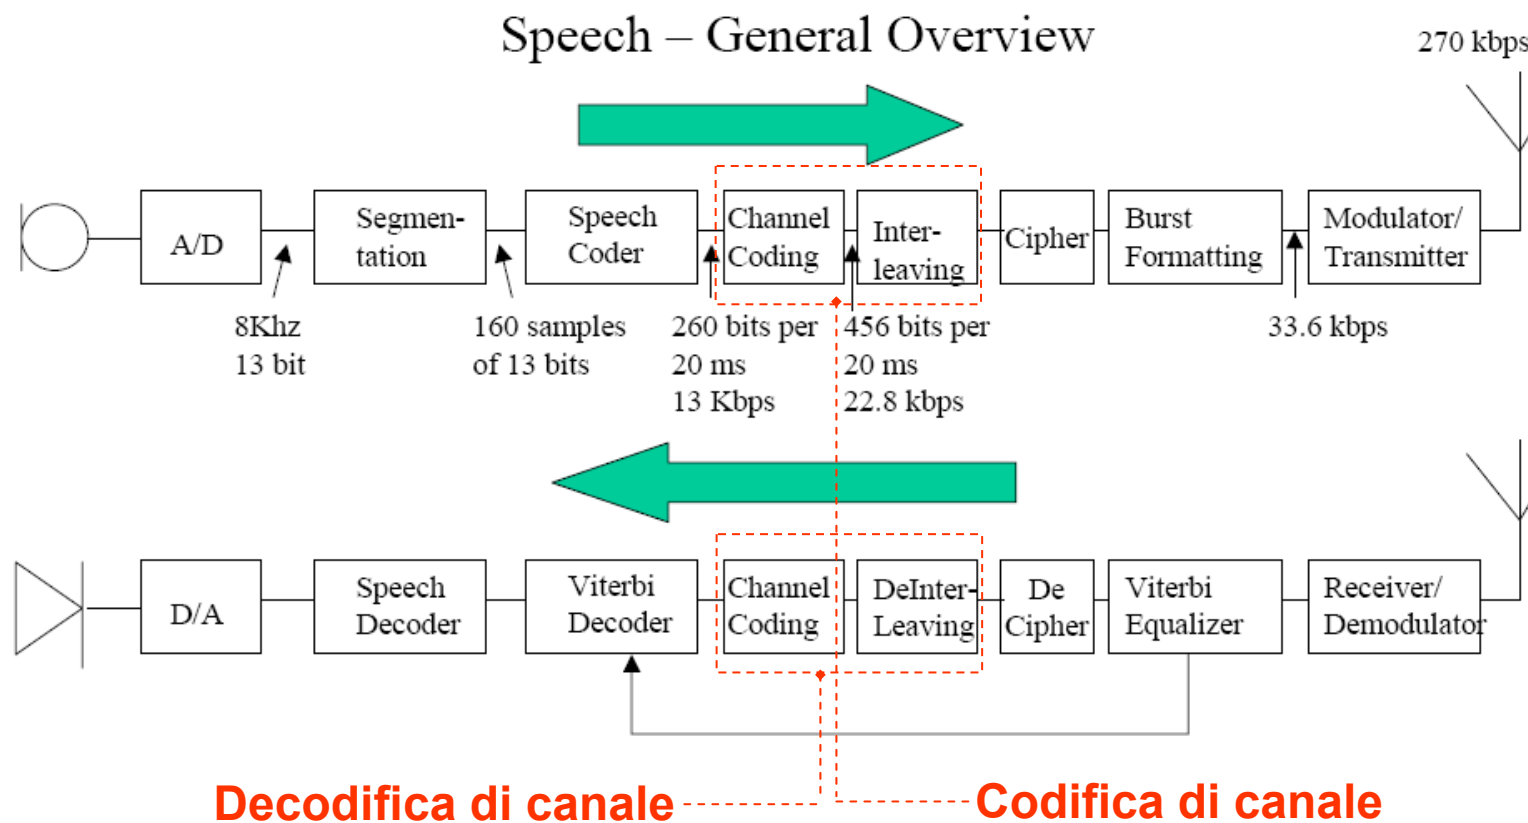 Speech – General Overview
270 kbps
A/D
Segmen-
tation
Speech
Coder
Channel
Coding
Inter-
leaving
Cipher
Burst
Formatting
Modulator/
Transmitter
8Khz
13 bit
160 samples
of 13 bits
260 bits per
20 ms
13 Kbps
456 bits per
20 ms
22.8 kbps
33.6 kbps
D/A
Speech
Decoder
Viterbi
Decoder
Channel
Coding
DeInter-
Leaving
De
Cipher
Viterbi
Equalizer
Receiver/
Demodulator
Decodifica di canale
Codifica di canale